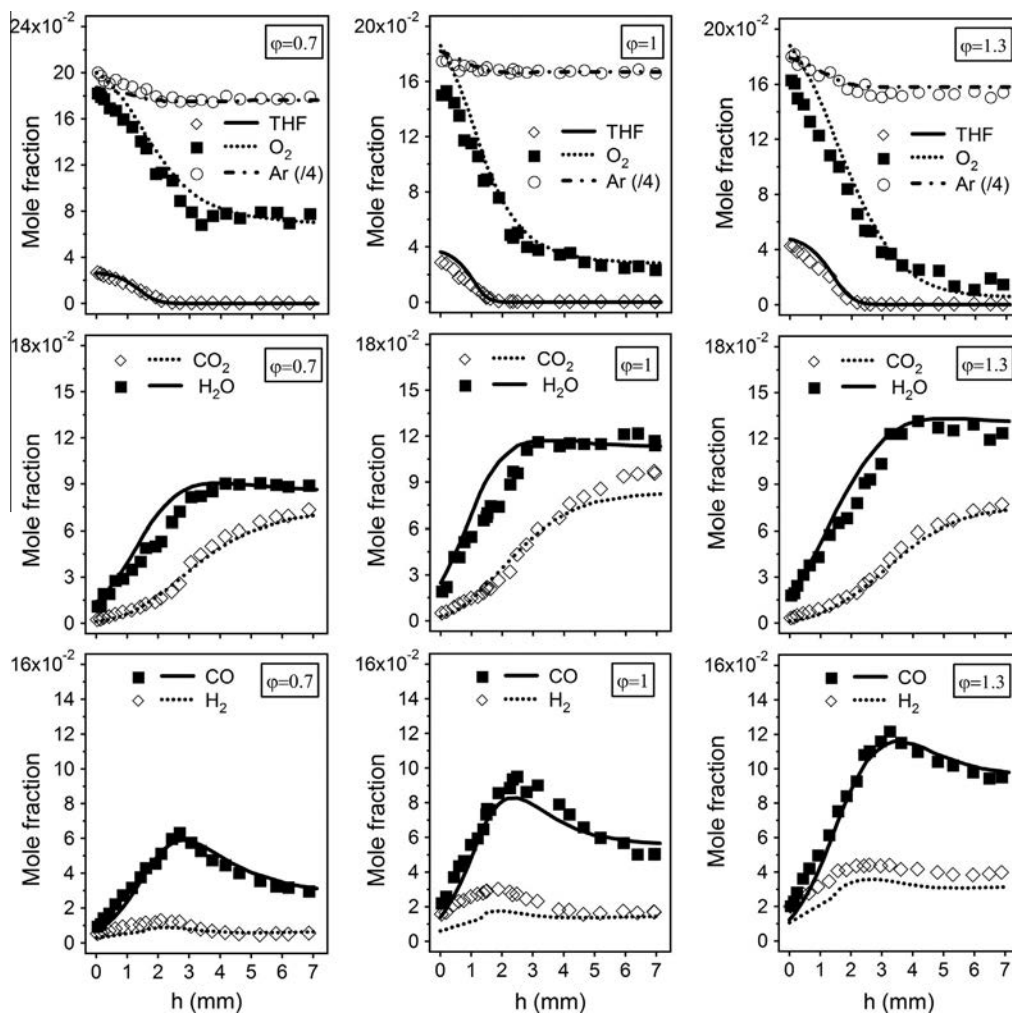 24x10⁻²
20
16
12
8
4
0
Mole fraction
φ=0.7
THF
O₂
Ar (/4)
20x10⁻²
16
12
8
4
0
Mole fraction
φ=1
THF
O₂
Ar (/4)
20x10⁻²
16
12
8
4
0
Mole fraction
φ=1.3
THF
O₂
Ar (/4)
18x10⁻²
15
12
9
6
3
0
Mole fraction
CO₂
H₂O
φ=0.7
18x10⁻²
15
12
9
6
3
0
Mole fraction
CO₂
H₂O
φ=1
18x10⁻²
15
12
9
6
3
0
Mole fraction
CO₂
H₂O
φ=1.3
16x10⁻²
14
12
10
8
6
4
2
0
Mole fraction
CO
H₂
φ=0.7
0 1 2 3 4 5 6 7
h (mm)
16x10⁻²
14
12
10
8
6
4
2
0
Mole fraction
CO
H₂
φ=1
0 1 2 3 4 5 6 7
h (mm)
16x10⁻²
14
12
10
8
6
4
2
0
Mole fraction
CO
H₂
φ=1.3
0 1 2 3 4 5 6 7
h (mm)